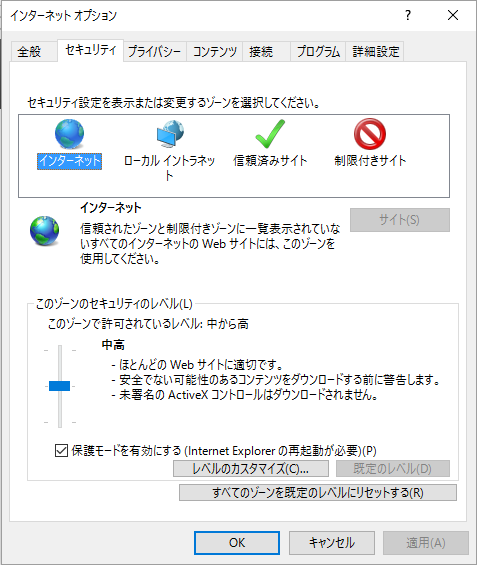 インターネット オプション
全般 セキュリティ プライバシー コンテンツ 接続 プログラム 詳細設定
セキュリティ設定を表示または変更するゾーンを選択してください。
インターネット
ローカル イントラネッ
ト
信頼済みサイト
制限付きサイト
インターネット
信頼されたゾーンと制限付きゾーンに一覧表示されていな
いすべてのインターネットの Web サイトには、このゾーンを
使用してください。
サイト(S)
このゾーンのセキュリティのレベル(L)
このゾーンで許可されているレベル: 中から高
中高
- ほとんどの Web サイトに適切です。
- 安全でない可能性のあるコンテンツをダウンロードする前に警告します。
- 未署名の ActiveX コントロールはダウンロードされません。
保護モードを有効にする (Internet Explorer の再起動が必要)(P)
レベルのカスタマイズ(C)... 既定のレベル(D)
すべてのゾーンを既定のレベルにリセットする(R)
OK キャンセル 適用(A)